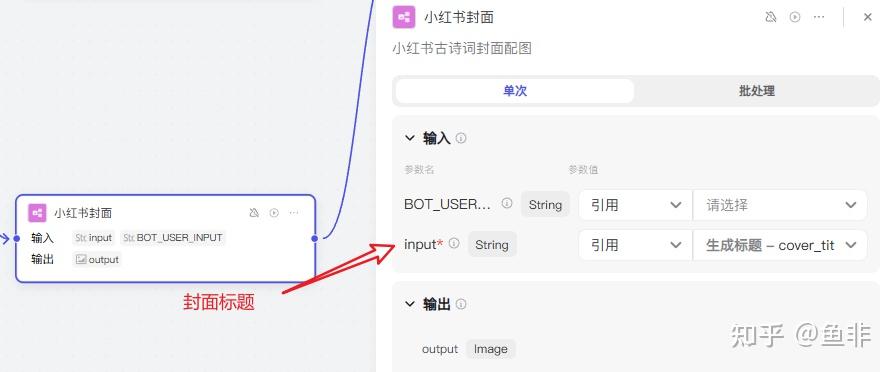 小红书封面
小红书古诗词封面配图
单次
批处理
输入
参数名
参数值
BOT_USER...
String
引用
请选择
input*
String
引用
生成标题 – cover_tit
输出
output
Image
小红书封面
输入
Str. input
Str. BOT_USER_INPUT
输出
output
封面标题
知乎 @鱼非